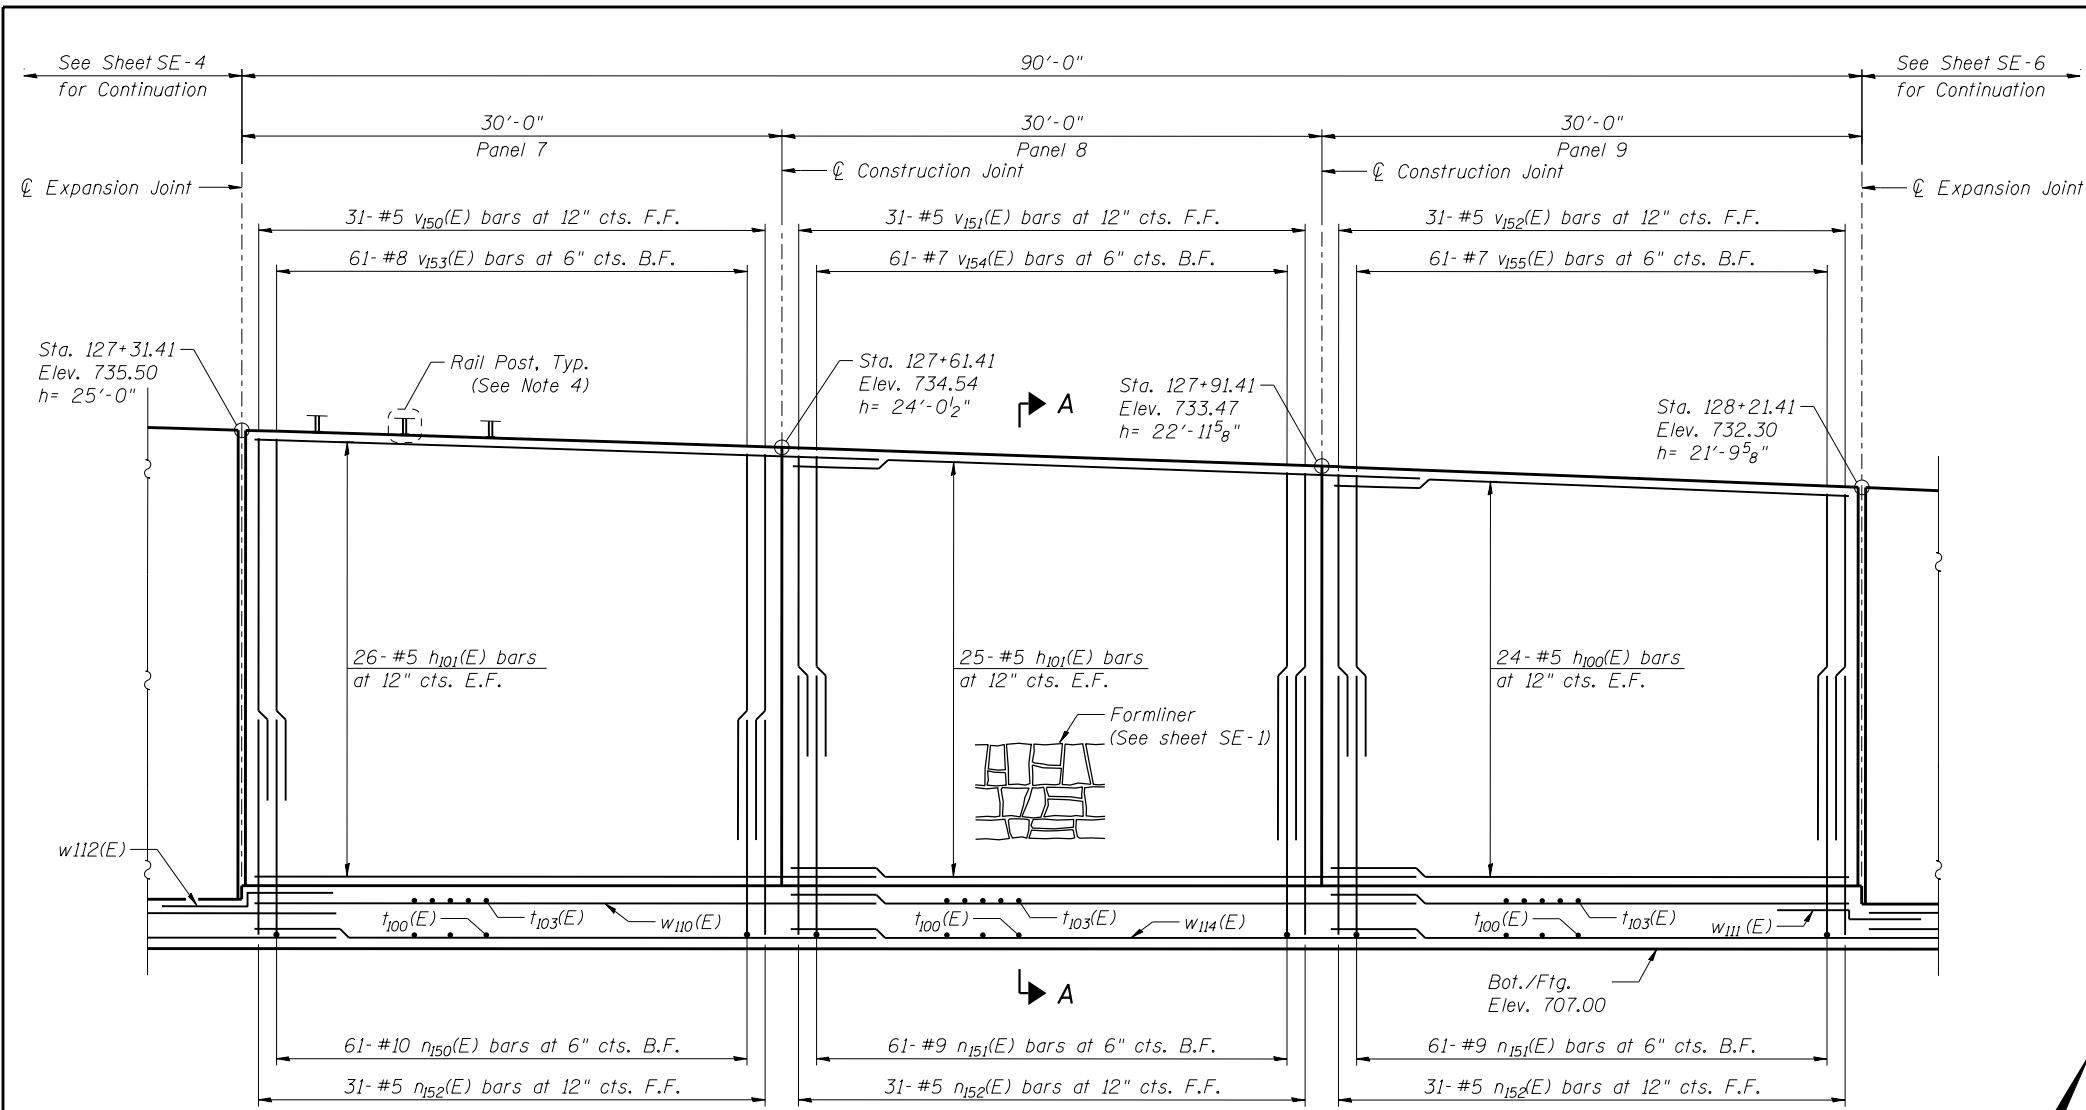 See Sheet SE-4
for Continuation
90'-0"
See Sheet SE-6
for Continuation
30'-0"
Panel 7
30'-0"
Panel 8
30'-0"
Panel 9
℄ Expansion Joint
℄ Construction Joint
℄ Construction Joint
℄ Expansion Joint
31-#5 v150(E) bars at 12" cts. F.F.
31-#5 v151(E) bars at 12" cts. F.F.
31-#5 v152(E) bars at 12" cts. F.F.
61-#8 v153(E) bars at 6" cts. B.F.
61-#7 v154(E) bars at 6" cts. B.F.
61-#7 v155(E) bars at 6" cts. B.F.
Sta. 127+31.41
Elev. 735.50
h= 25'-0"
Rail Post, Typ.
(See Note 4)
Sta. 127+61.41
Elev. 734.54
h= 24'-0½"
A
Sta. 127+91.41
Elev. 733.47
h= 22'-11⅝"
Sta. 128+21.41
Elev. 732.30
h= 21'-9⅝"
26-#5 h101(E) bars
at 12" cts. E.F.
25-#5 h101(E) bars
at 12" cts. E.F.
24-#5 h100(E) bars
at 12" cts. E.F.
Formliner
(See sheet SE-1)
w112(E)
t100(E)
t103(E)
w110(E)
t100(E)
t103(E)
w114(E)
t100(E)
t103(E)
w111(E)
A
Bot./Ftg.
Elev. 707.00
61-#10 n150(E) bars at 6" cts. B.F.
61-#9 n151(E) bars at 6" cts. B.F.
61-#9 n151(E) bars at 6" cts. B.F.
31-#5 n152(E) bars at 12" cts. F.F.
31-#5 n152(E) bars at 12" cts. F.F.
31-#5 n152(E) bars at 12" cts. F.F.